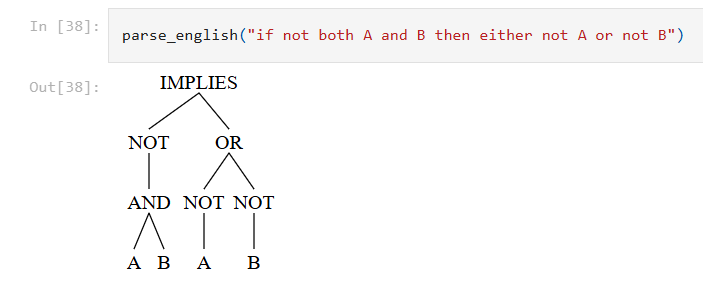 In [38]: parse_english("if not both A and B then either not A or not B")
Out[38]:
IMPLIES
NOT OR
AND NOT NOT
A B A B